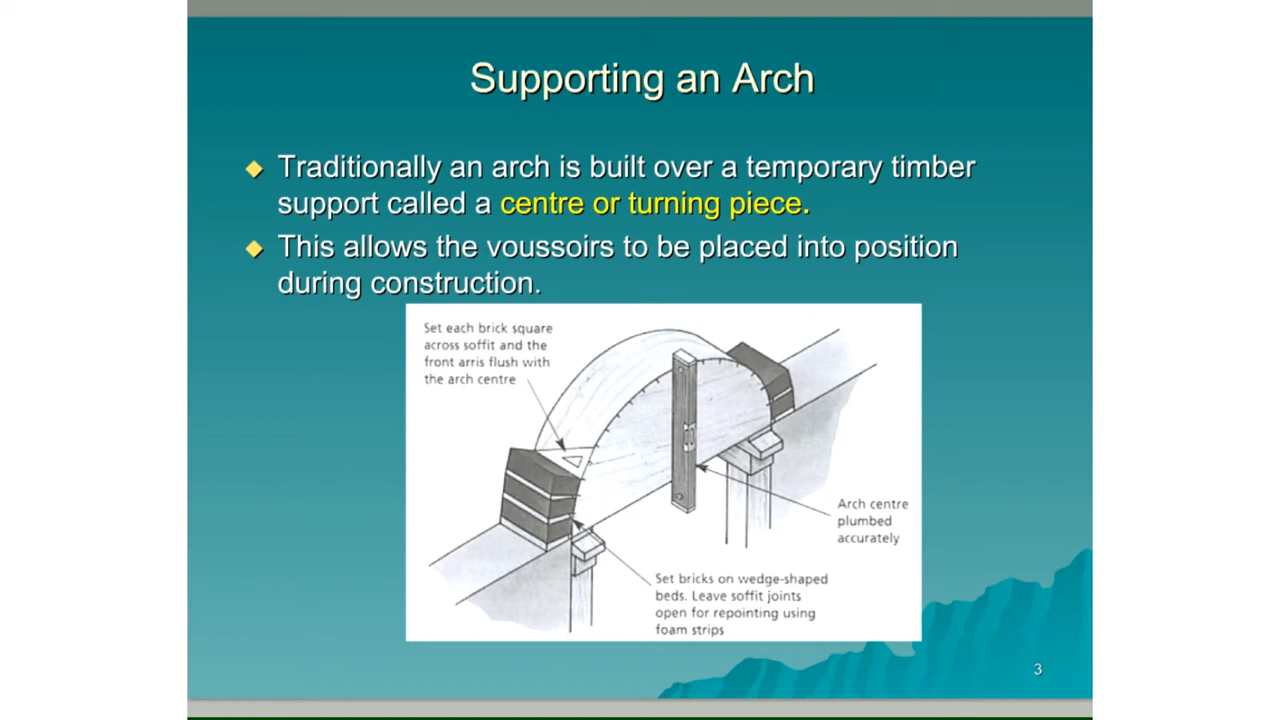 Supporting an Arch
Traditionally an arch is built over a temporary timber
support called a centre or turning piece.
This allows the voussoirs to be placed into position
during construction.
Set each brick square
across soffit and the
front arris flush with
the arch centre
Arch centre
plumbed
accurately
Set bricks on wedge-shaped
beds. Leave soffit joints
open for repointing using
foam strips
3